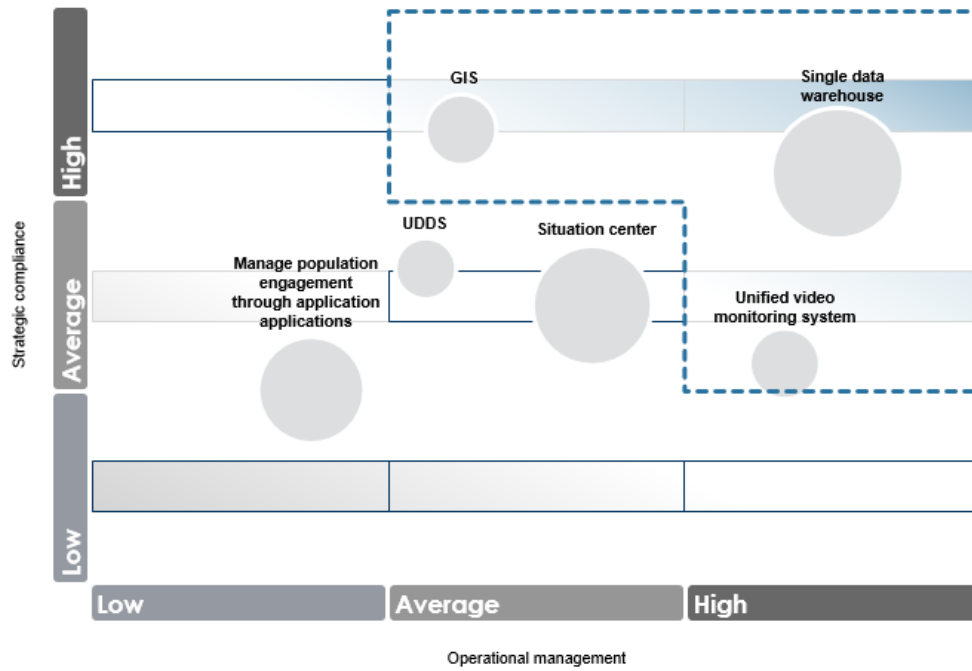 High
GIS
Single data
warehouse
Strategic compliance
Average
UDDS
Situation center
Manage population
engagement
through application
applications
Unified video
monitoring system
Low
Low
Average
High
Operational management